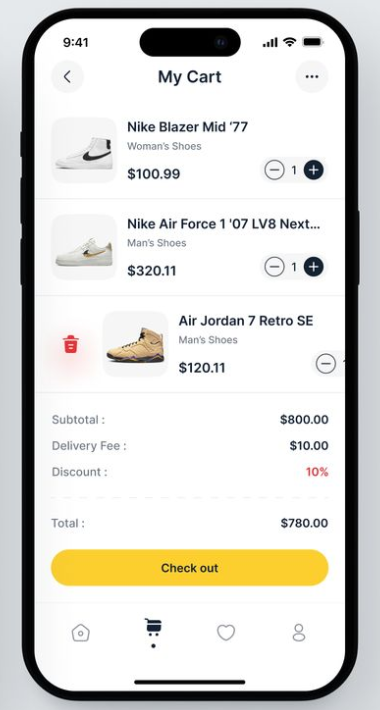 9:41
My Cart
Nike Blazer Mid '77
Woman's Shoes
$100.99
1
Nike Air Force 1 '07 LV8 Next...
Man's Shoes
$320.11
1
Air Jordan 7 Retro SE
Man's Shoes
$120.11
Subtotal :
$800.00
Delivery Fee :
$10.00
Discount :
10%
Total :
$780.00
Check out